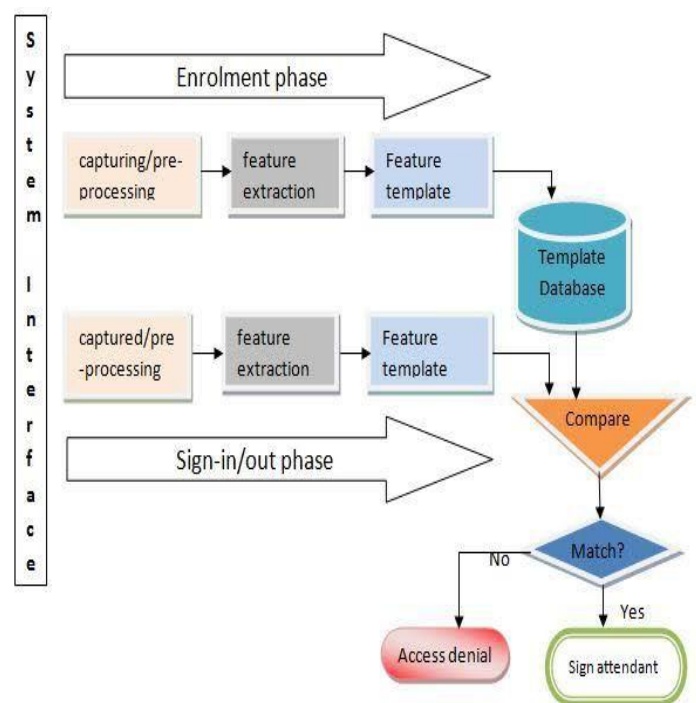 System Interface
Enrolment phase
capturing/pre-
processing
feature
extraction
Feature
template
Template
Database
captured/pre
-processing
feature
extraction
Feature
template
Compare
Sign-in/out phase
Match?
No
Yes
Access denial
Sign attendant